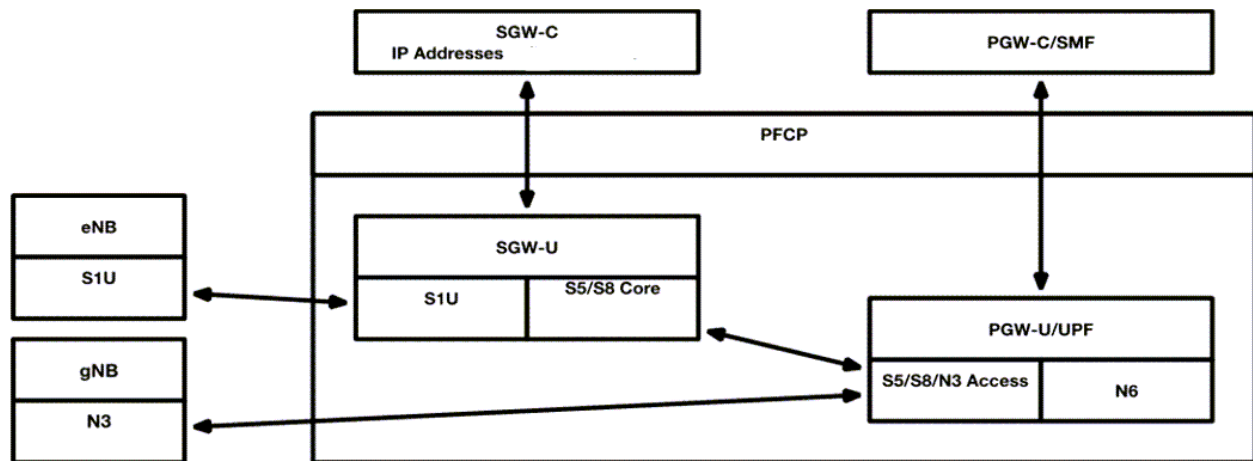 SGW-C
IP Addresses
PGW-C/SMF
PFCP
eNB
S1U
SGW-U
S1U
S5/S8 Core
gNB
N3
PGW-U/UPF
S5/S8/N3 Access
N6